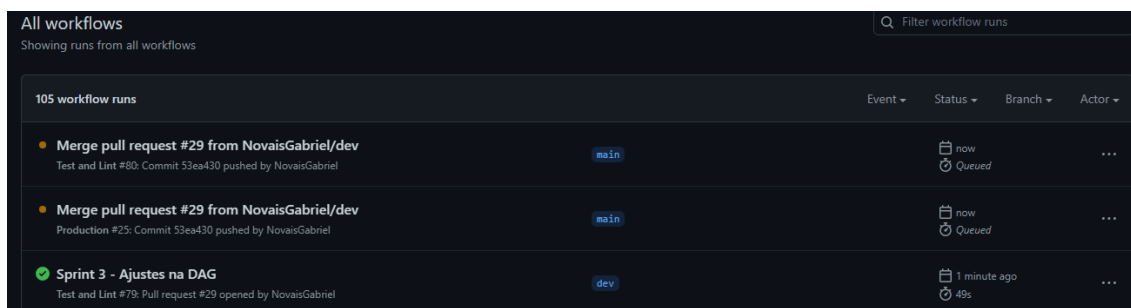 All workflows
Showing runs from all workflows
Filter workflow runs
105 workflow runs
Event
Status
Branch
Actor
Merge pull request #29 from NovaisGabriel/dev
Test and Lint #80: Commit 53ea430 pushed by NovaisGabriel
main
now
Queued
Merge pull request #29 from NovaisGabriel/dev
Production #25: Commit 53ea430 pushed by NovaisGabriel
main
now
Queued
Sprint 3 - Ajustes na DAG
Test and Lint #79: Pull request #29 opened by NovaisGabriel
dev
1 minute ago
49s